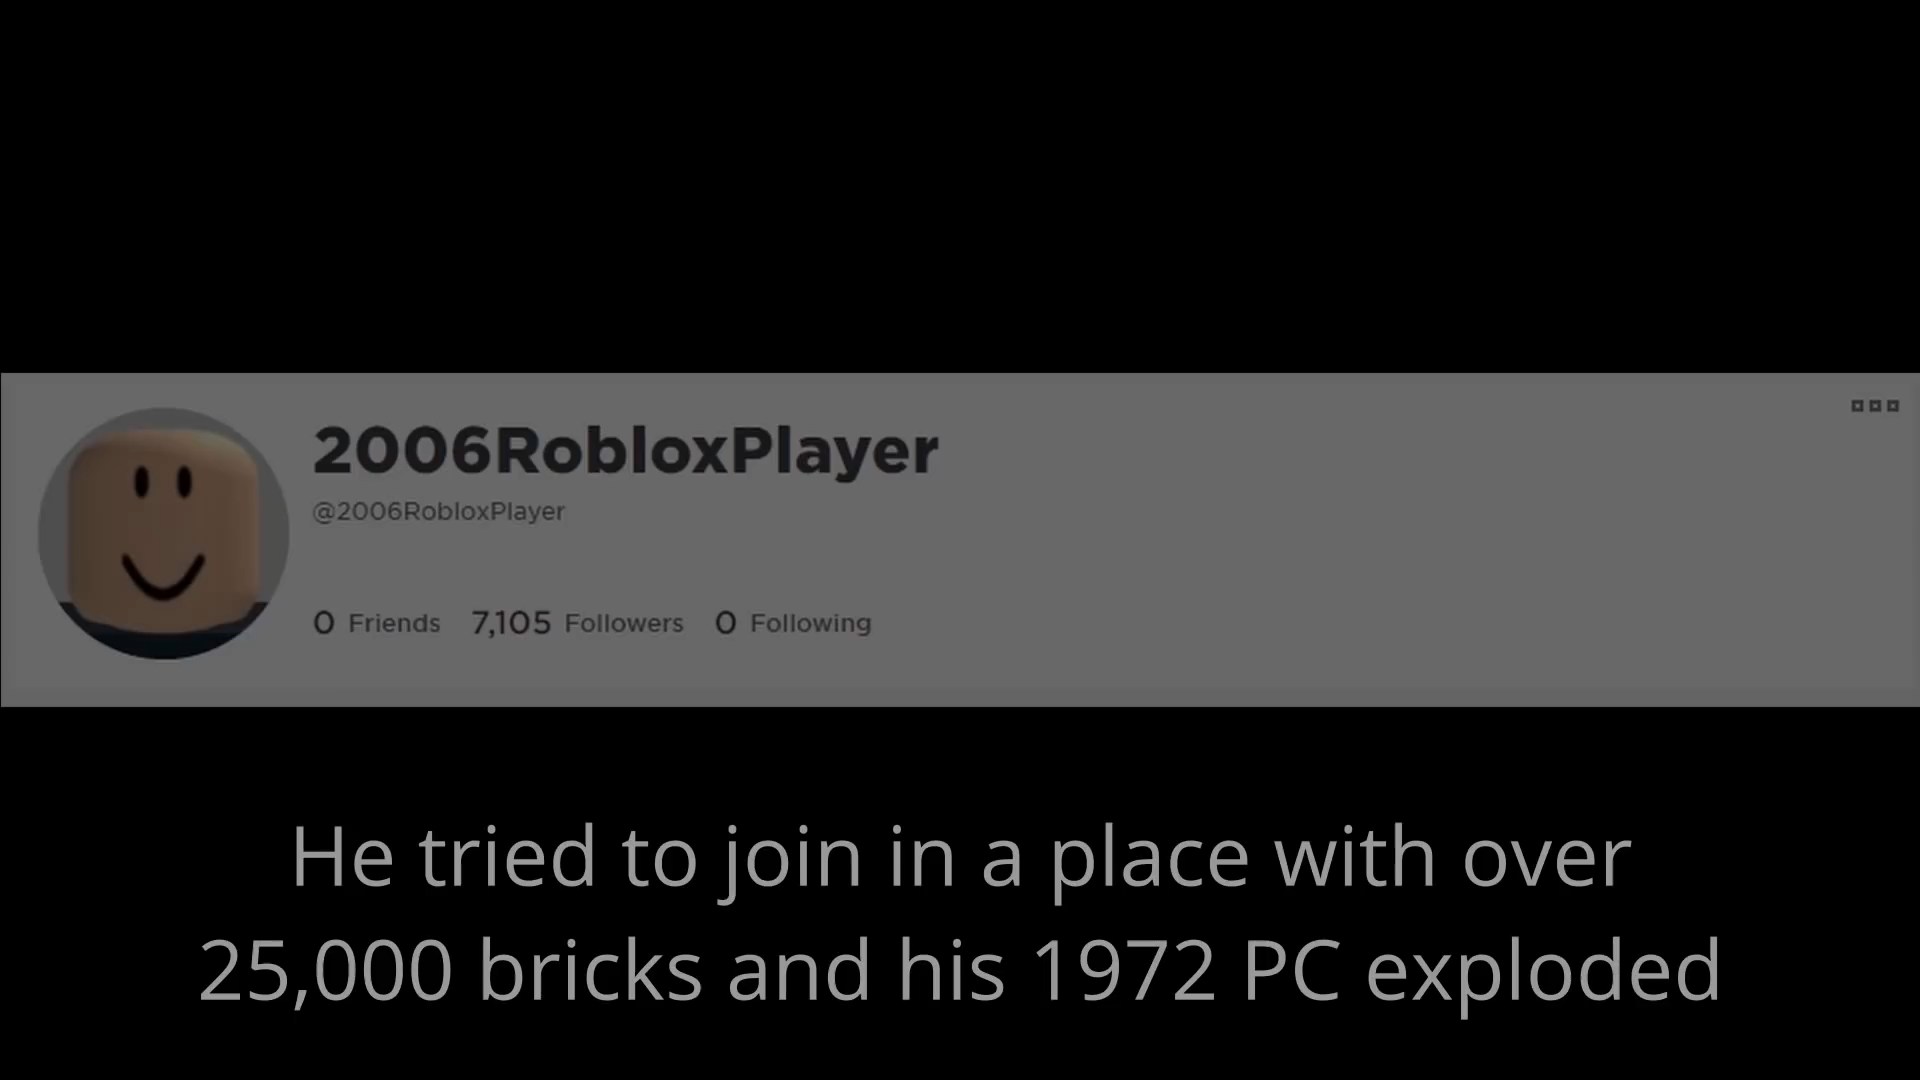 2006RobloxPlayer
@2006RobloxPlayer
0 Friends 7,105 Followers 0 Following
He tried to join in a place with over
25,000 bricks and his 1972 PC exploded